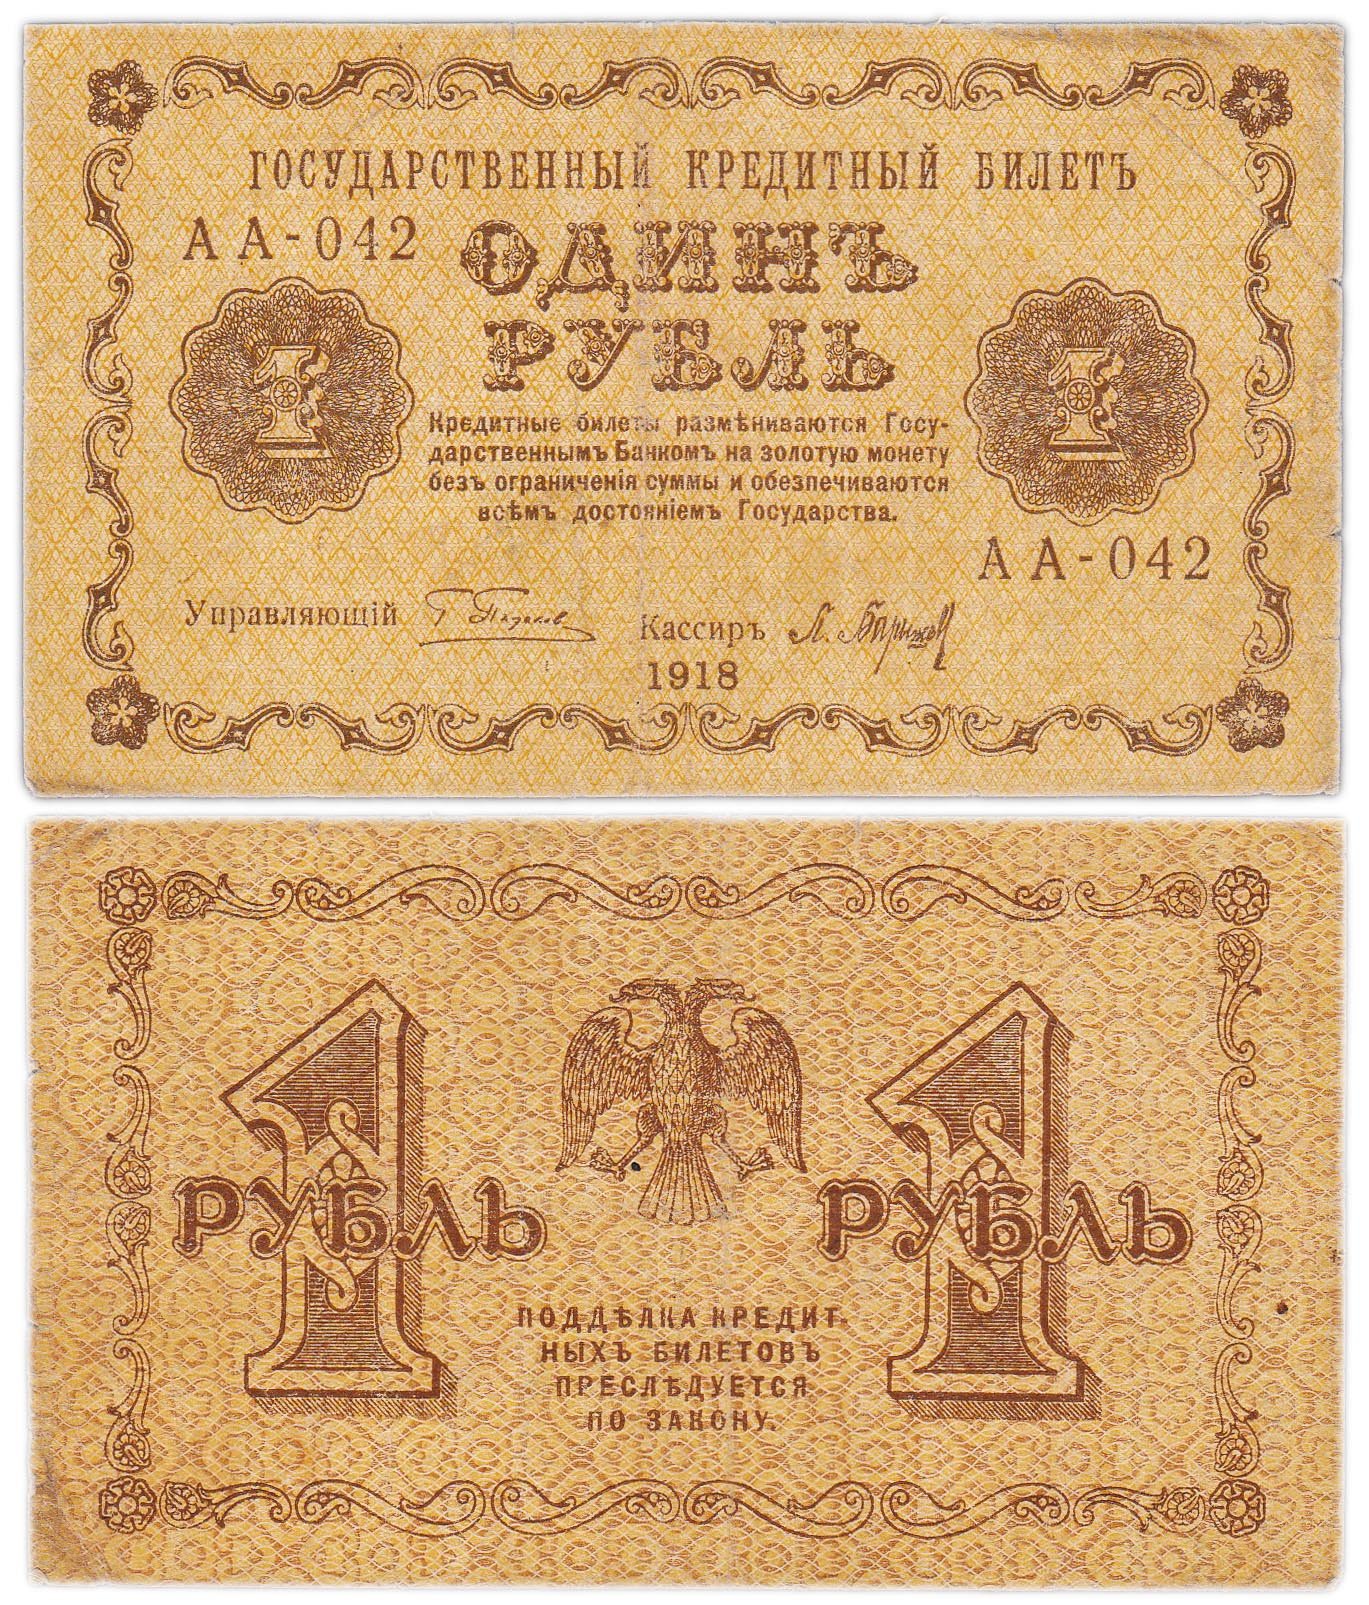 ГОСУДАРСТВЕННЫЙ КРЕДИТНЫЙ БИЛЕТЪ
АА-042
ОДИНЪ
РУБЛЬ
1
1
Кредитные билеты размѣниваются Госу-
дарственнымъ Банкомъ на золотую монету
безъ ограниченія суммы и обезпечиваются
всѣмъ достояніемъ Государства.
АА-042
Управляющій
Кассиръ
1918
1
РУБЛЬ
1
РУБЛЬ
ПОДДѢЛКА КРЕДИТ-
НЫХЪ БИЛЕТОВЪ
ПРЕСЛѢДУЕТСЯ
ПО ЗАКОНУ.